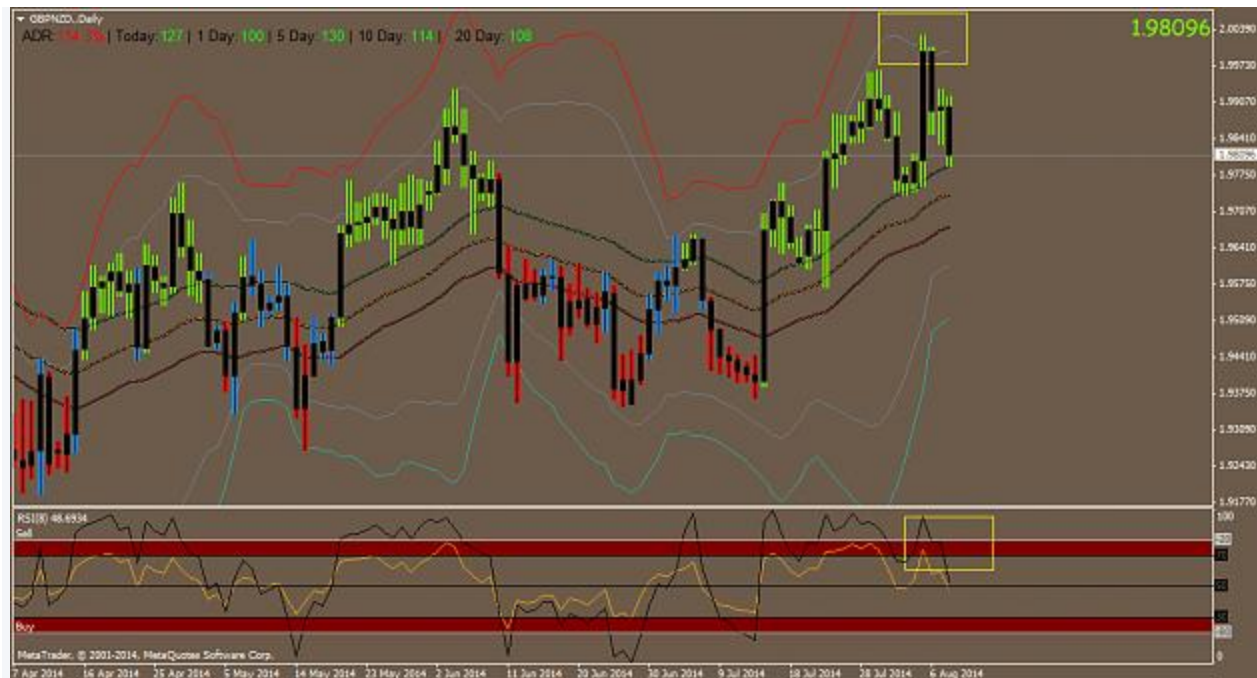 GBPNZD.,Daily
1.98096
ADR: | Today: 127 | 1 Day: 100 | 5 Day: 130 | 10 Day: 114 | 20 Day: 108
2.00390
1.99730
1.99070
1.98410
1.98096
1.97750
1.97070
1.96410
1.95750
1.95090
1.94410
1.93750
1.93090
1.92430
1.91770
RSI(8) 48.6934
100
Sell
Buy
0
MetaTrader, © 2001-2014, MetaQuotes Software Corp.
7 Apr 2014 16 Apr 2014 25 Apr 2014 5 May 2014 14 May 2014 23 May 2014 2 Jun 2014 11 Jun 2014 20 Jun 2014 30 Jun 2014 9 Jul 2014 18 Jul 2014 28 Jul 2014 6 Aug 2014